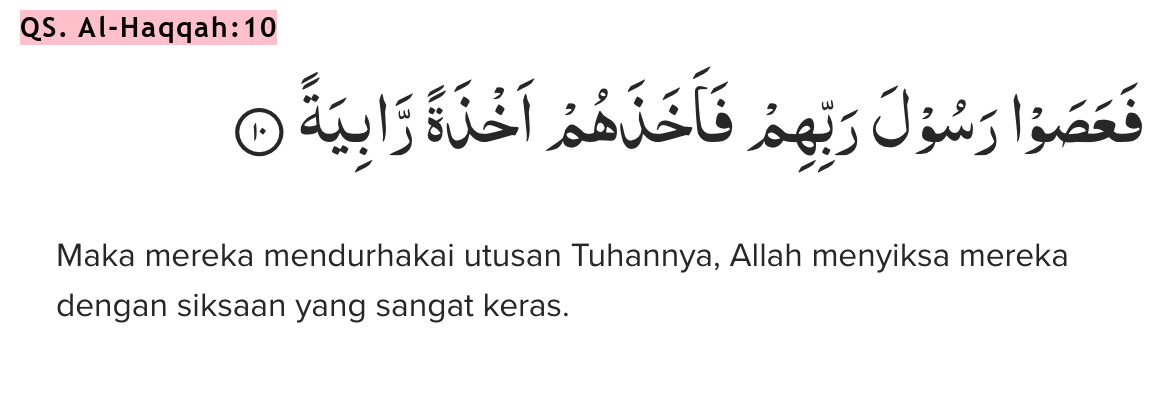 QS. Al-Haqqah:10
فَعَصَوْا رَسُوْلَ رَبِّهِمْ فَاَخَذَهُمْ اَخْذَةً رَّابِيَةً ١٠
Maka mereka mendurhakai utusan Tuhannya, Allah menyiksa mereka
dengan siksaan yang sangat keras.